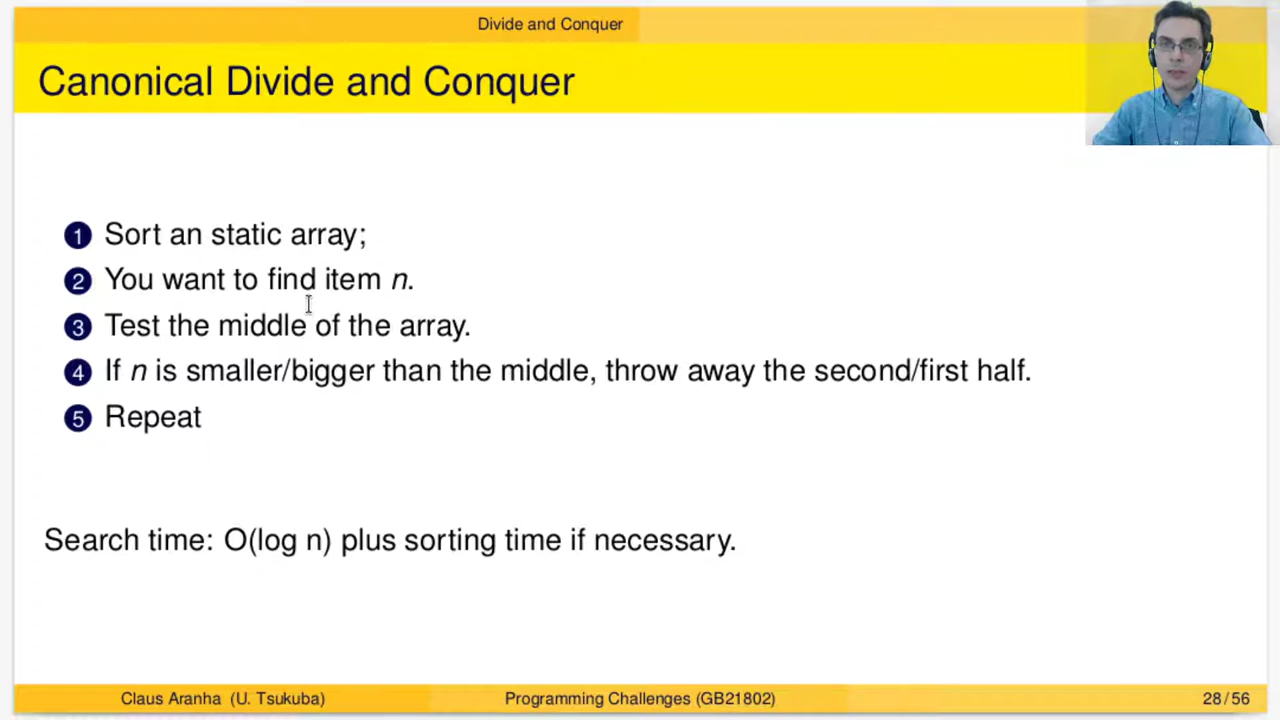 Divide and Conquer
Canonical Divide and Conquer
1 Sort an static array;
2 You want to find item n.
3 Test the middle of the array.
4 If n is smaller/bigger than the middle, throw away the second/first half.
5 Repeat
Search time: O(log n) plus sorting time if necessary.
Claus Aranha (U. Tsukuba) Programming Challenges (GB21802) 28/56